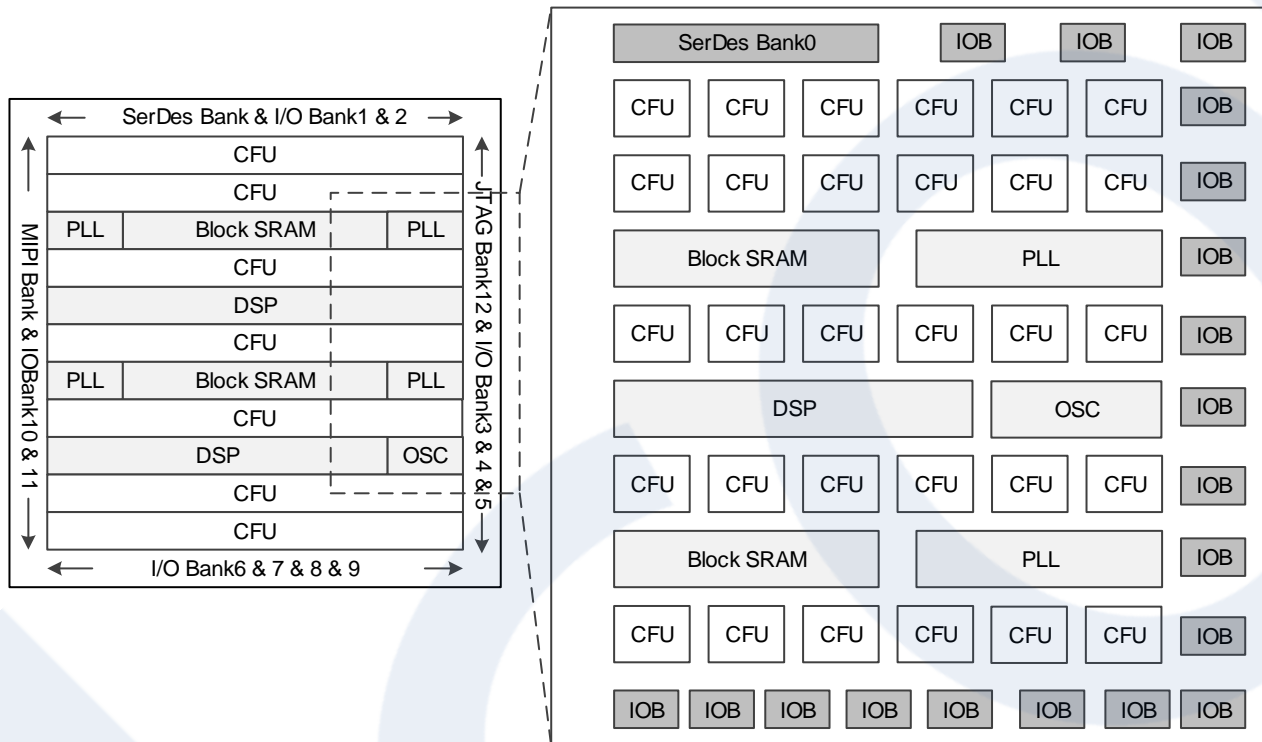 SerDes Bank & I/O Bank1 & 2
MIPI Bank & IOBank10 & 11
CFU
CFU
PLL Block SRAM PLL
CFU
DSP
CFU
PLL Block SRAM PLL
CFU
DSP OSC
CFU
CFU
JTAG Bank12 & I/O Bank3 & 4 & 5
I/O Bank6 & 7 & 8 & 9
SerDes Bank0 IOB IOB IOB
CFU CFU CFU CFU CFU CFU IOB
CFU CFU CFU CFU CFU CFU IOB
Block SRAM PLL IOB
CFU CFU CFU CFU CFU CFU IOB
DSP OSC IOB
CFU CFU CFU CFU CFU CFU IOB
Block SRAM PLL IOB
CFU CFU CFU CFU CFU CFU IOB
IOB IOB IOB IOB IOB IOB IOB IOB